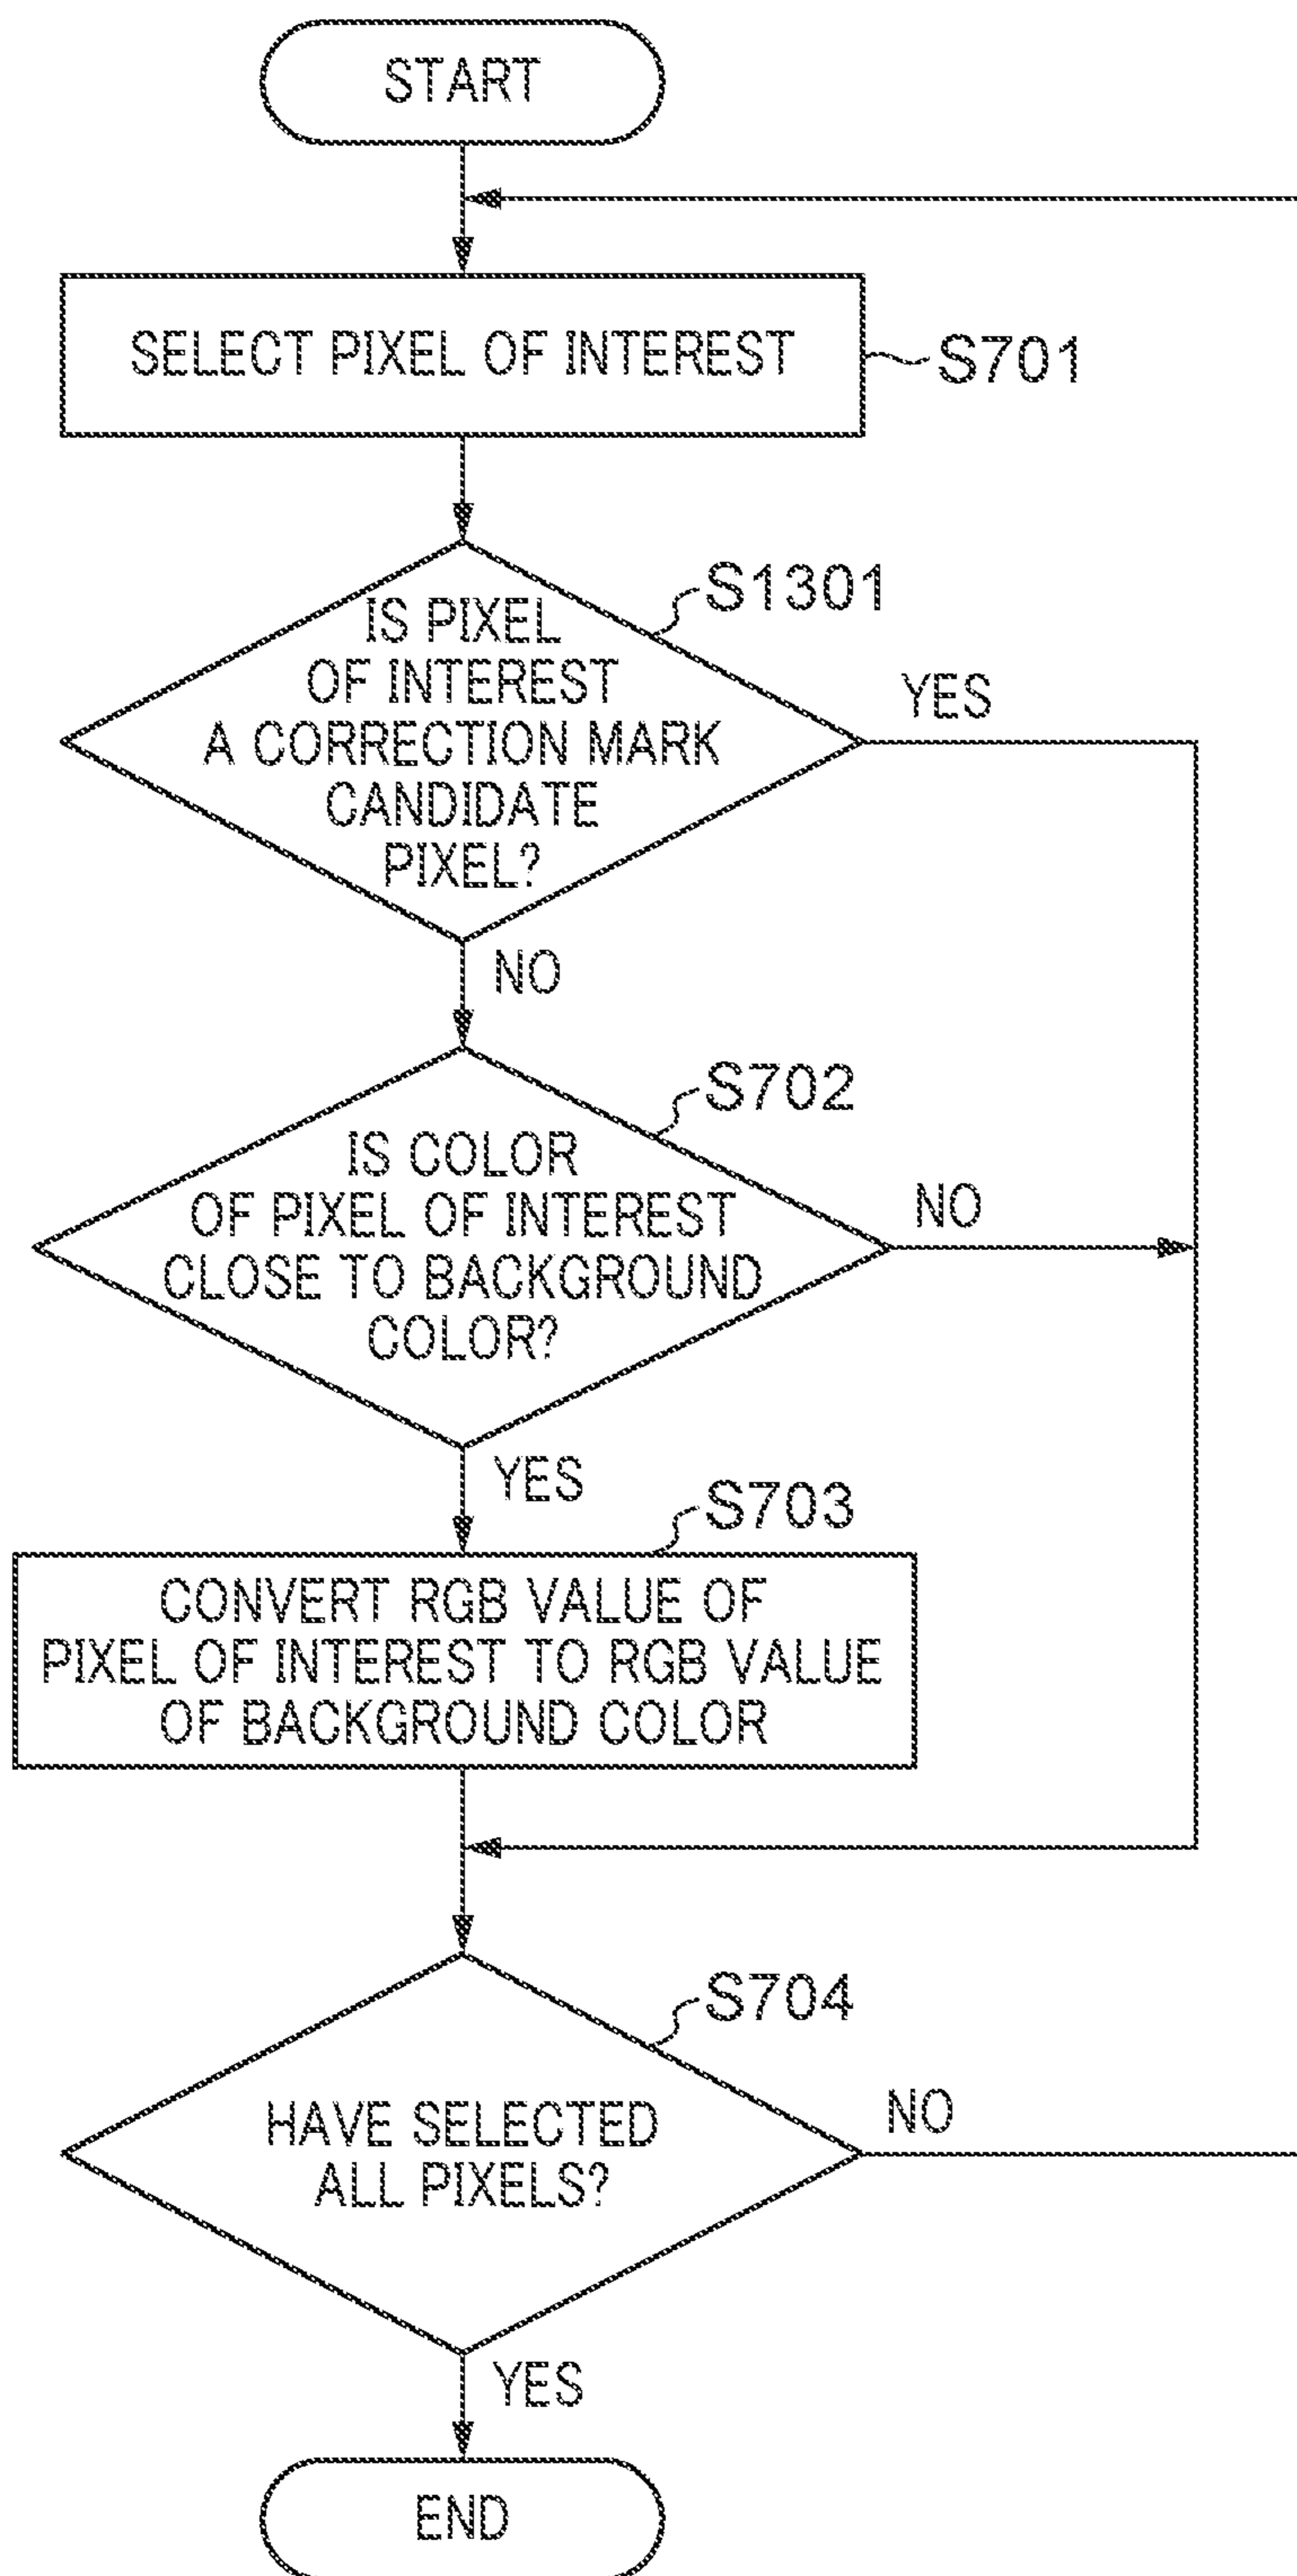 START
SELECT PIXEL OF INTEREST
S701
S1301
IS PIXEL
OF INTEREST
A CORRECTION MARK
CANDIDATE
PIXEL?
YES
NO
S702
IS COLOR
OF PIXEL OF INTEREST
CLOSE TO BACKGROUND
COLOR?
NO
YES
S703
CONVERT RGB VALUE OF
PIXEL OF INTEREST TO RGB VALUE
OF BACKGROUND COLOR
S704
HAVE SELECTED
ALL PIXELS?
NO
YES
END